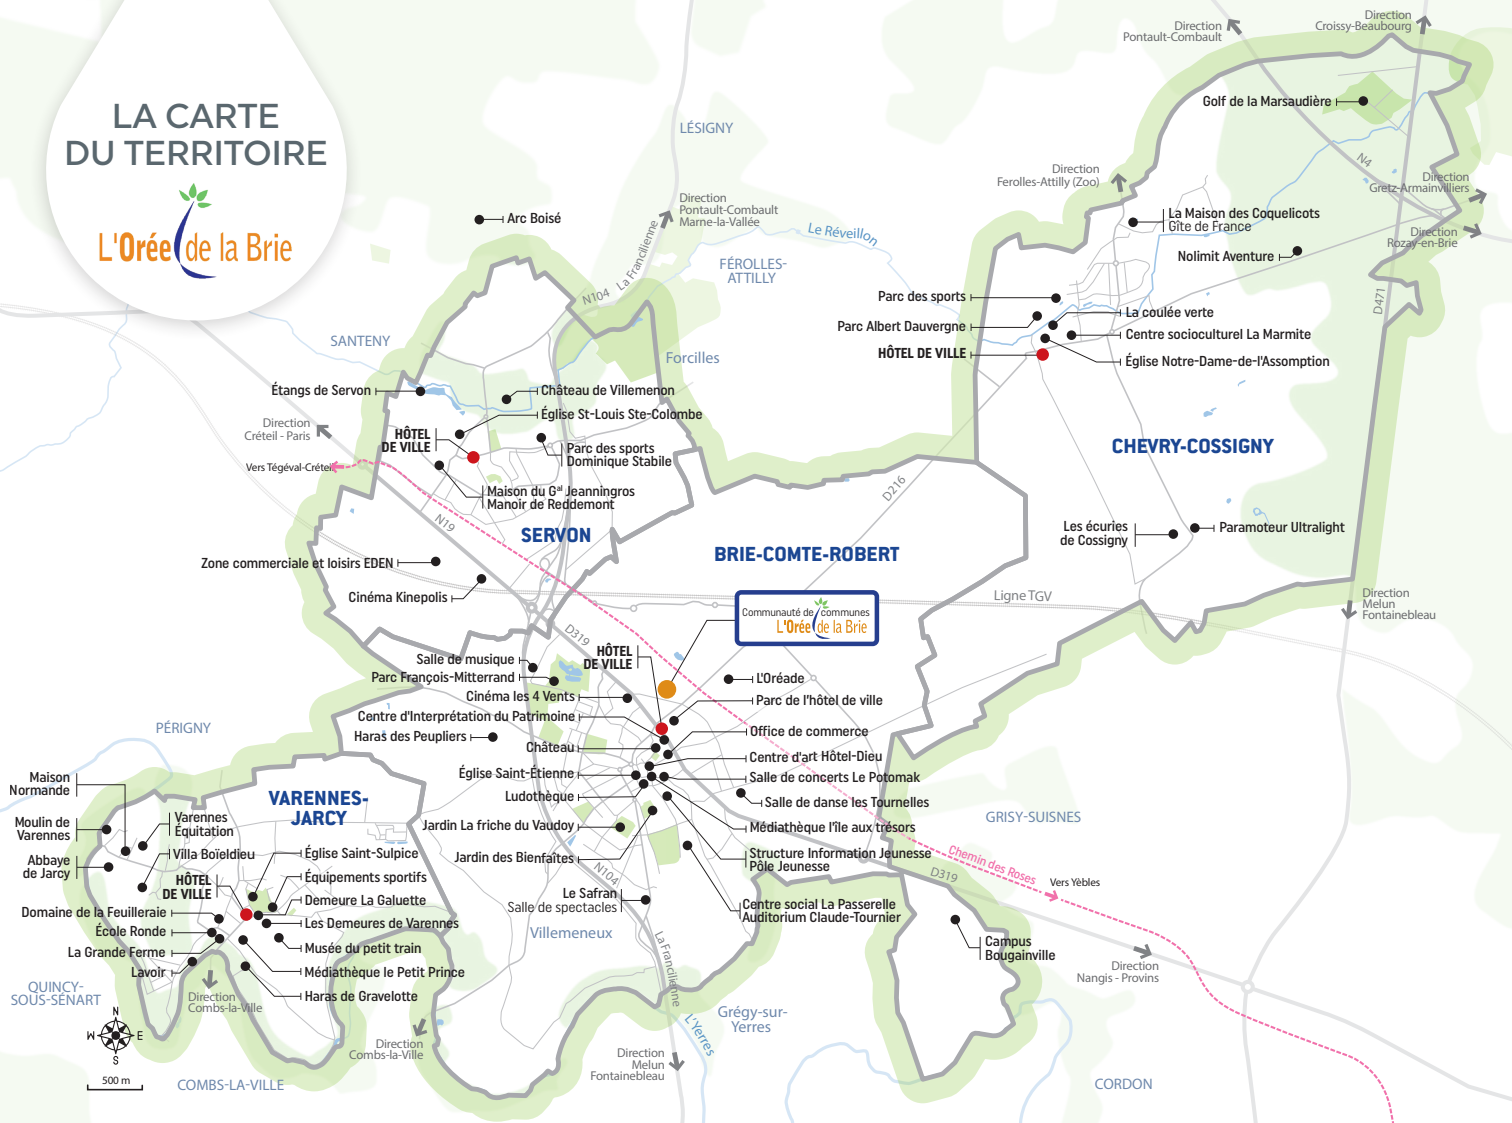 LA CARTE
DU TERRITOIRE
L'Orée de la Brie
Direction
Pontault-Combault
Direction
Croissy-Beaubourg
Golf de la Marsaudière
N4
Direction
Gretz-Armainvilliers
Direction
Rozay-en-Brie
D471
Direction
Ferolles-Attilly (Zoo)
La Maison des Coquelicots
Gîte de France
Nolimit Aventure
Parc des sports
Parc Albert Dauvergne
HÔTEL DE VILLE
La coulée verte
Centre socioculturel La Marmite
Église Notre-Dame-de-l'Assomption
CHEVRY-COSSIGNY
Les écuries
de Cossigny
Paramoteur Ultralight
Direction
Melun
Fontainebleau
LÉSIGNY
Arc Boisé
Direction
Pontault-Combault
Marne-la-Vallée
La Francilienne
N104
Le Réveillon
FÉROLLES-
ATTILLY
Forcilles
SANTENY
Étangs de Servon
Château de Villemenon
Église St-Louis Ste-Colombe
Direction
Créteil - Paris
HÔTEL
DE VILLE
Parc des sports
Dominique Stabile
Vers Tégéval-Créteil
Maison du Gal Jeanningros
Manoir de Reddemont
N19
SERVON
D216
BRIE-COMTE-ROBERT
Zone commerciale et loisirs EDEN
Cinéma Kinepolis
Ligne TGV
Communauté de communes
L'Orée de la Brie
D319
HÔTEL
DE VILLE
Salle de musique
Parc François-Mitterrand
Cinéma les 4 Vents
Centre d'Interprétation du Patrimoine
Haras des Peupliers
Château
Église Saint-Étienne
Ludothèque
Jardin La friche du Vaudoy
Jardin des Bienfaites
N104
Le Safran
Salle de spectacles
Villemeneux
L'Oréade
Parc de l'hôtel de ville
Office de commerce
Centre d'art Hôtel-Dieu
Salle de concerts Le Potomak
Salle de danse les Tournelles
Médiathèque l'île aux trésors
Structure Information Jeunesse
Pôle Jeunesse
Centre social La Passerelle
Auditorium Claude-Tournier
GRISY-SUISNES
Chemin des Roses
D319
Vers Yèbles
Campus
Bougainville
Direction
Nangis - Provins
La Francilienne
L'Yerres
Grégy-sur-
Yerres
Direction
Melun
Fontainebleau
CORDON
PÉRIGNY
VARENNES-
JARCY
Maison
Normande
Moulin de
Varennes
Abbaye
de Jarcy
Varennes
Équitation
Villa Boïeldieu
HÔTEL
DE VILLE
Domaine de la Feuilleraie
École Ronde
La Grande Ferme
Lavoir
Église Saint-Sulpice
Équipements sportifs
Demeure La Galuette
Les Demeures de Varennes
Musée du petit train
Médiathèque le Petit Prince
Haras de Gravelotte
QUINCY-
SOUS-SÉNART
Direction
Combs-la-Ville
Direction
Combs-la-Ville
COMBS-LA-VILLE
N
W
E
S
500 m